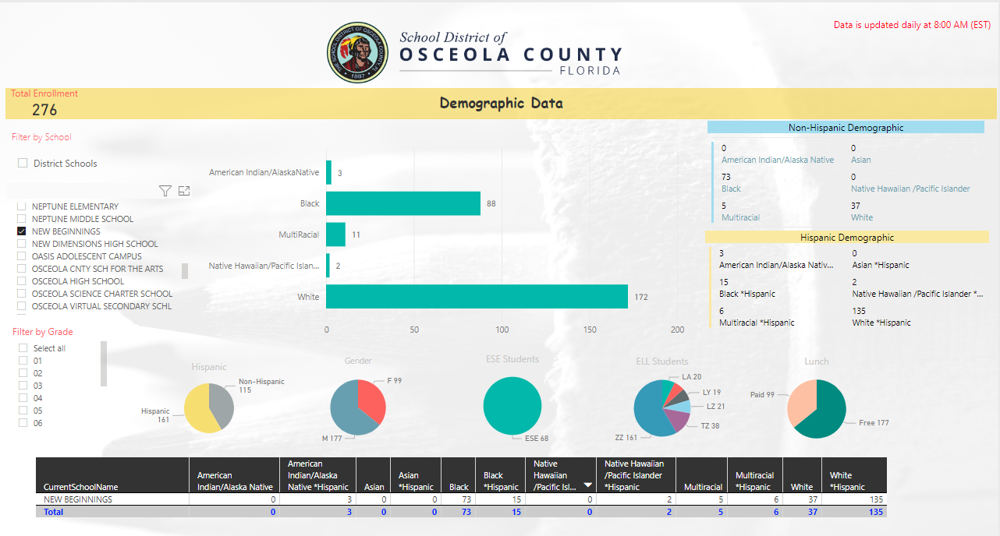 Data is updated daily at 8:00 AM (EST)
THE SCHOOL DISTRICT OF OSCEOLA COUNTY, FL
1887
School District of
OSCEOLA COUNTY
FLORIDA
Total Enrollment
276
Demographic Data
Filter by School
District Schools
NEPTUNE ELEMENTARY
NEPTUNE MIDDLE SCHOOL
NEW BEGINNINGS
NEW DIMENSIONS HIGH SCHOOL
OASIS ADOLESCENT CAMPUS
OSCEOLA CNTY SCH FOR THE ARTS
OSCEOLA HIGH SCHOOL
OSCEOLA SCIENCE CHARTER SCHOOL
OSCEOLA VIRTUAL SECONDARY SCHL
Filter by Grade
Select all
01
02
03
04
05
06
American Indian/AlaskaNative 3
Black 88
MultiRacial 11
Native Hawaiian/Pacific Islan... 2
White 172
0 50 100 150 200
Non-Hispanic Demographic
0 0
American Indian/Alaska Native Asian
73 0
Black Native Hawaiian /Pacific Islander
5 37
Multiracial White
Hispanic Demographic
3 0
American Indian/Alaska Nativ... Asian *Hispanic
15 2
Black *Hispanic Native Hawaiian /Pacific Islander *...
6 135
Multiracial *Hispanic White *Hispanic
Hispanic
Non-Hispanic
115
Hispanic
161
Gender
F 99
M 177
ESE Students
ESE 68
ELL Students
LA 20
LY 19
LZ 21
TZ 38
ZZ 161
Lunch
Paid 99
Free 177
CurrentSchoolName
American
Indian/Alaska Native
American
Indian/Alaska
Native *Hispanic
Asian
Asian
*Hispanic
Black
Black
*Hispanic
Native
Hawaiian
/Pacific Isl...
Native Hawaiian
/Pacific Islander
*Hispanic
Multiracial
Multiracial
*Hispanic
White
White
*Hispanic
NEW BEGINNINGS 0 3 0 0 73 15 0 2 5 6 37 135
Total 0 3 0 0 73 15 0 2 5 6 37 135